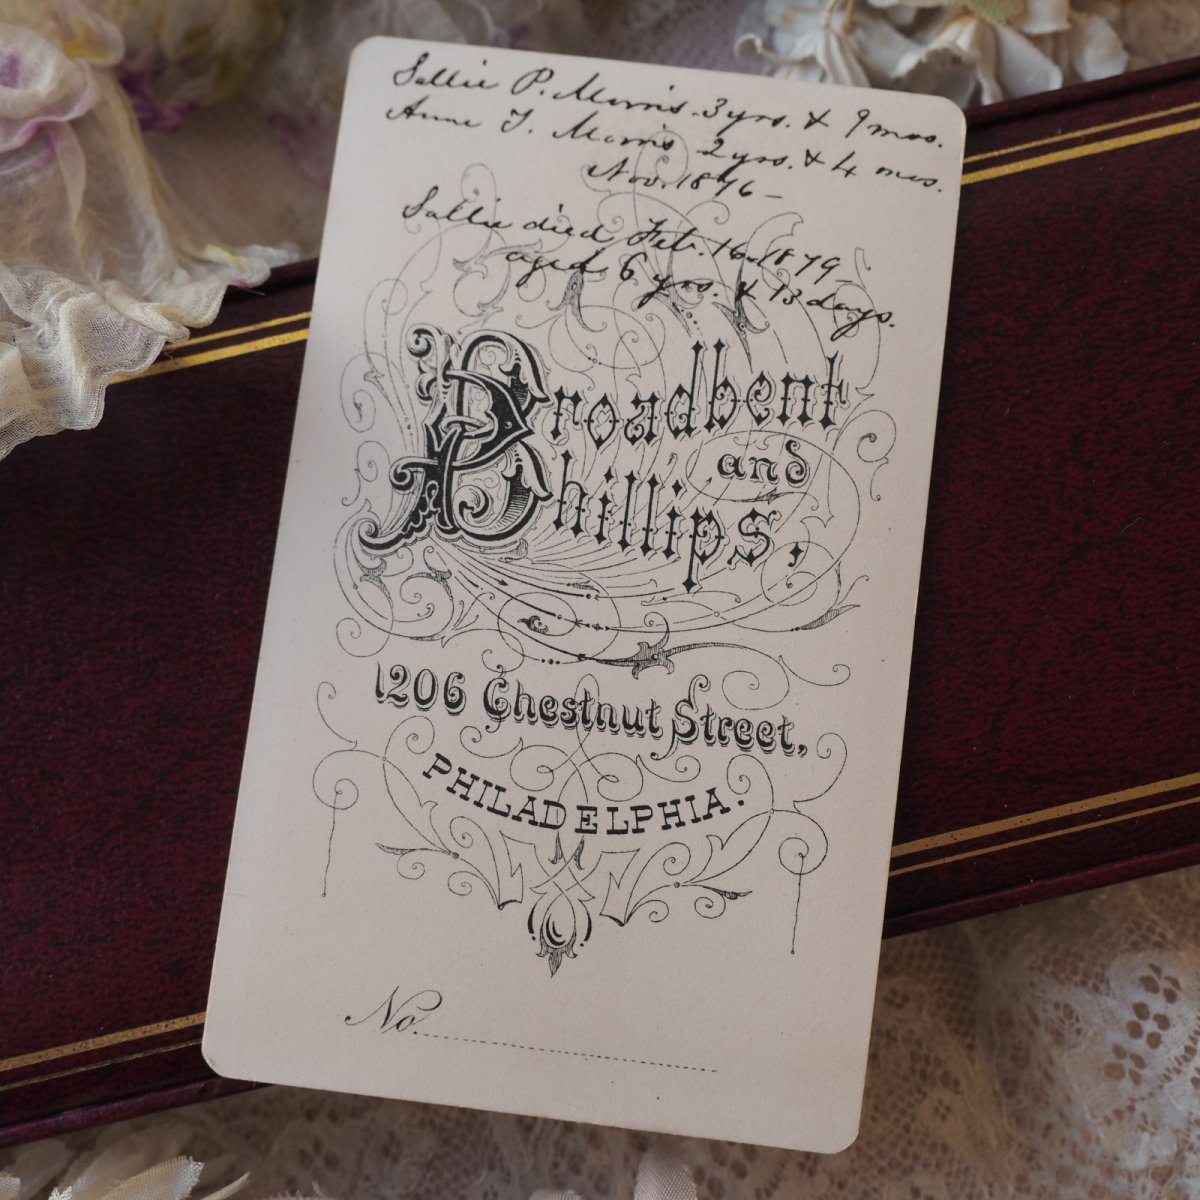 Sallie P. Morris. 3 yrs. & 9 mos.
Anne T. Morris 2 yrs. & 4 mos.
Nov. 1876 -
Sallie died Feb. 16. 1879 -
aged 6 yrs. & 13 days.
Broadbent
and
Phillips,
1206 Chestnut Street,
PHILADELPHIA.
No.